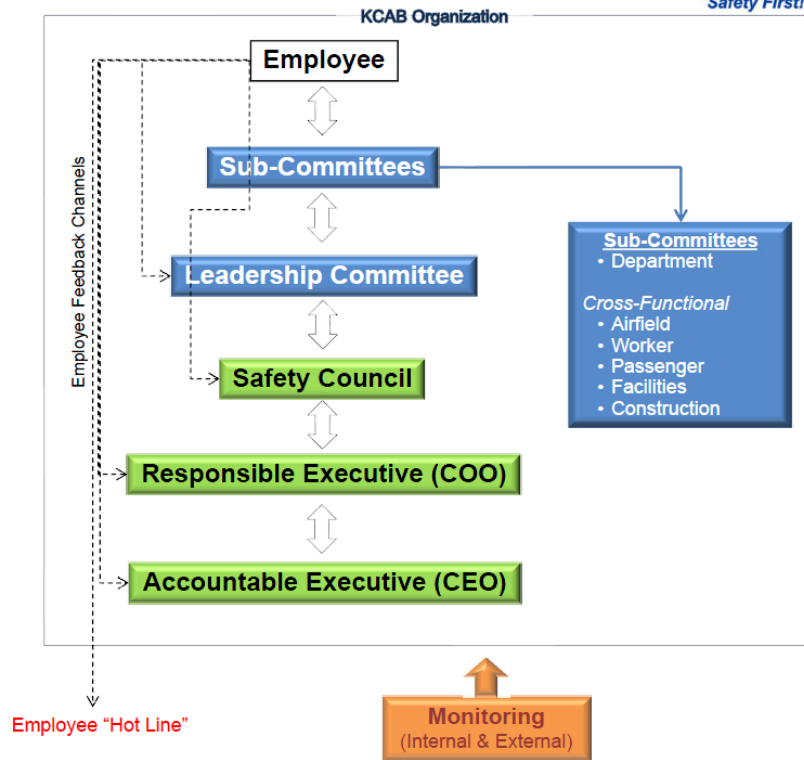 Safety First!
KCAB Organization
Employee
Sub-Committees
Leadership Committee
Safety Council
Responsible Executive (COO)
Accountable Executive (CEO)
Employee Feedback Channels
Sub-Committees
• Department
Cross-Functional
• Airfield
• Worker
• Passenger
• Facilities
• Construction
Employee “Hot Line”
Monitoring
(Internal & External)